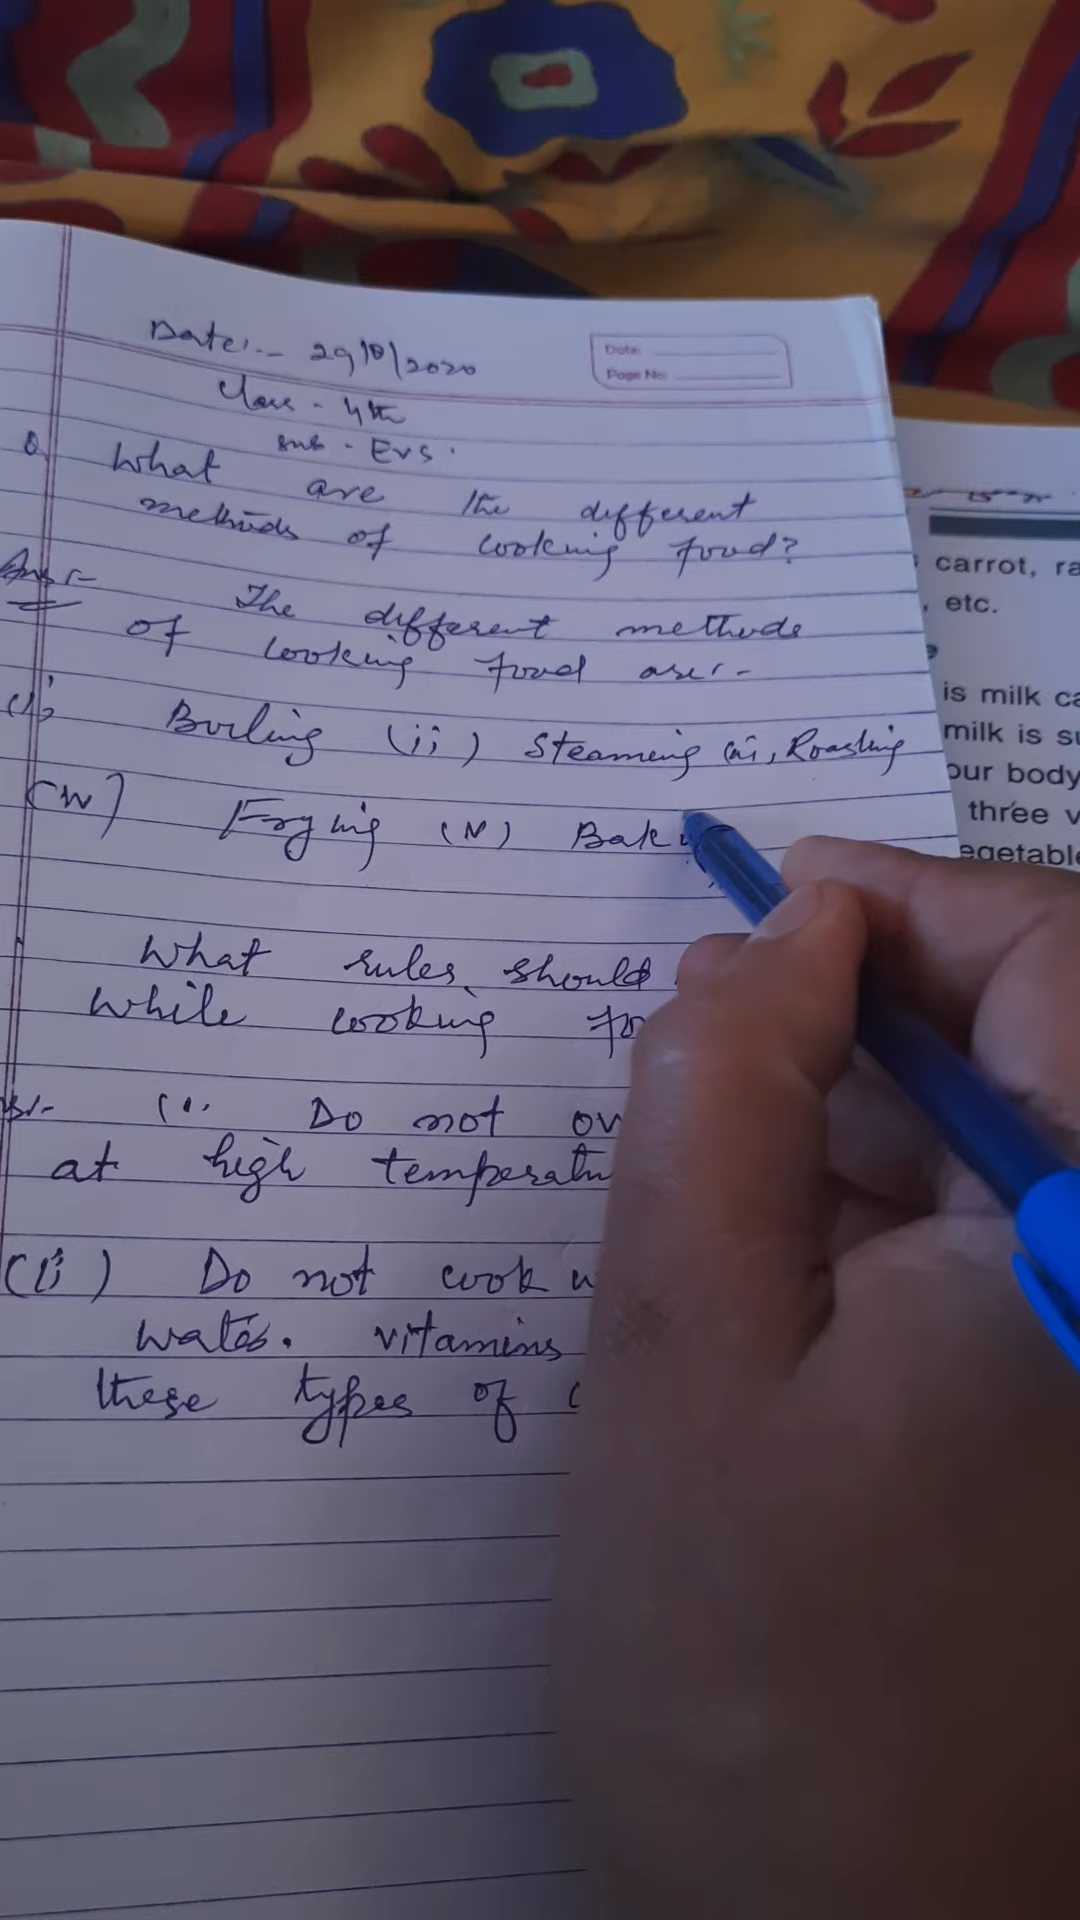 Date:- 29/8/2020
Date:
Page No:
Class - 4th
Sub - EVS.
Q What are the different
methods of cooking food?
Ans:- The different methods
of cooking food are:-
(i) Boiling (ii) Steaming (iii) Roasting
(iv) Frying (v) Bak
What rules should
while cooking fo
(i. Do not ov
at high temperatu
(ii) Do not cook
water. vitamins
these types of
carrot, ra
, etc.
is milk ca
milk is su
our body
three v
egetable